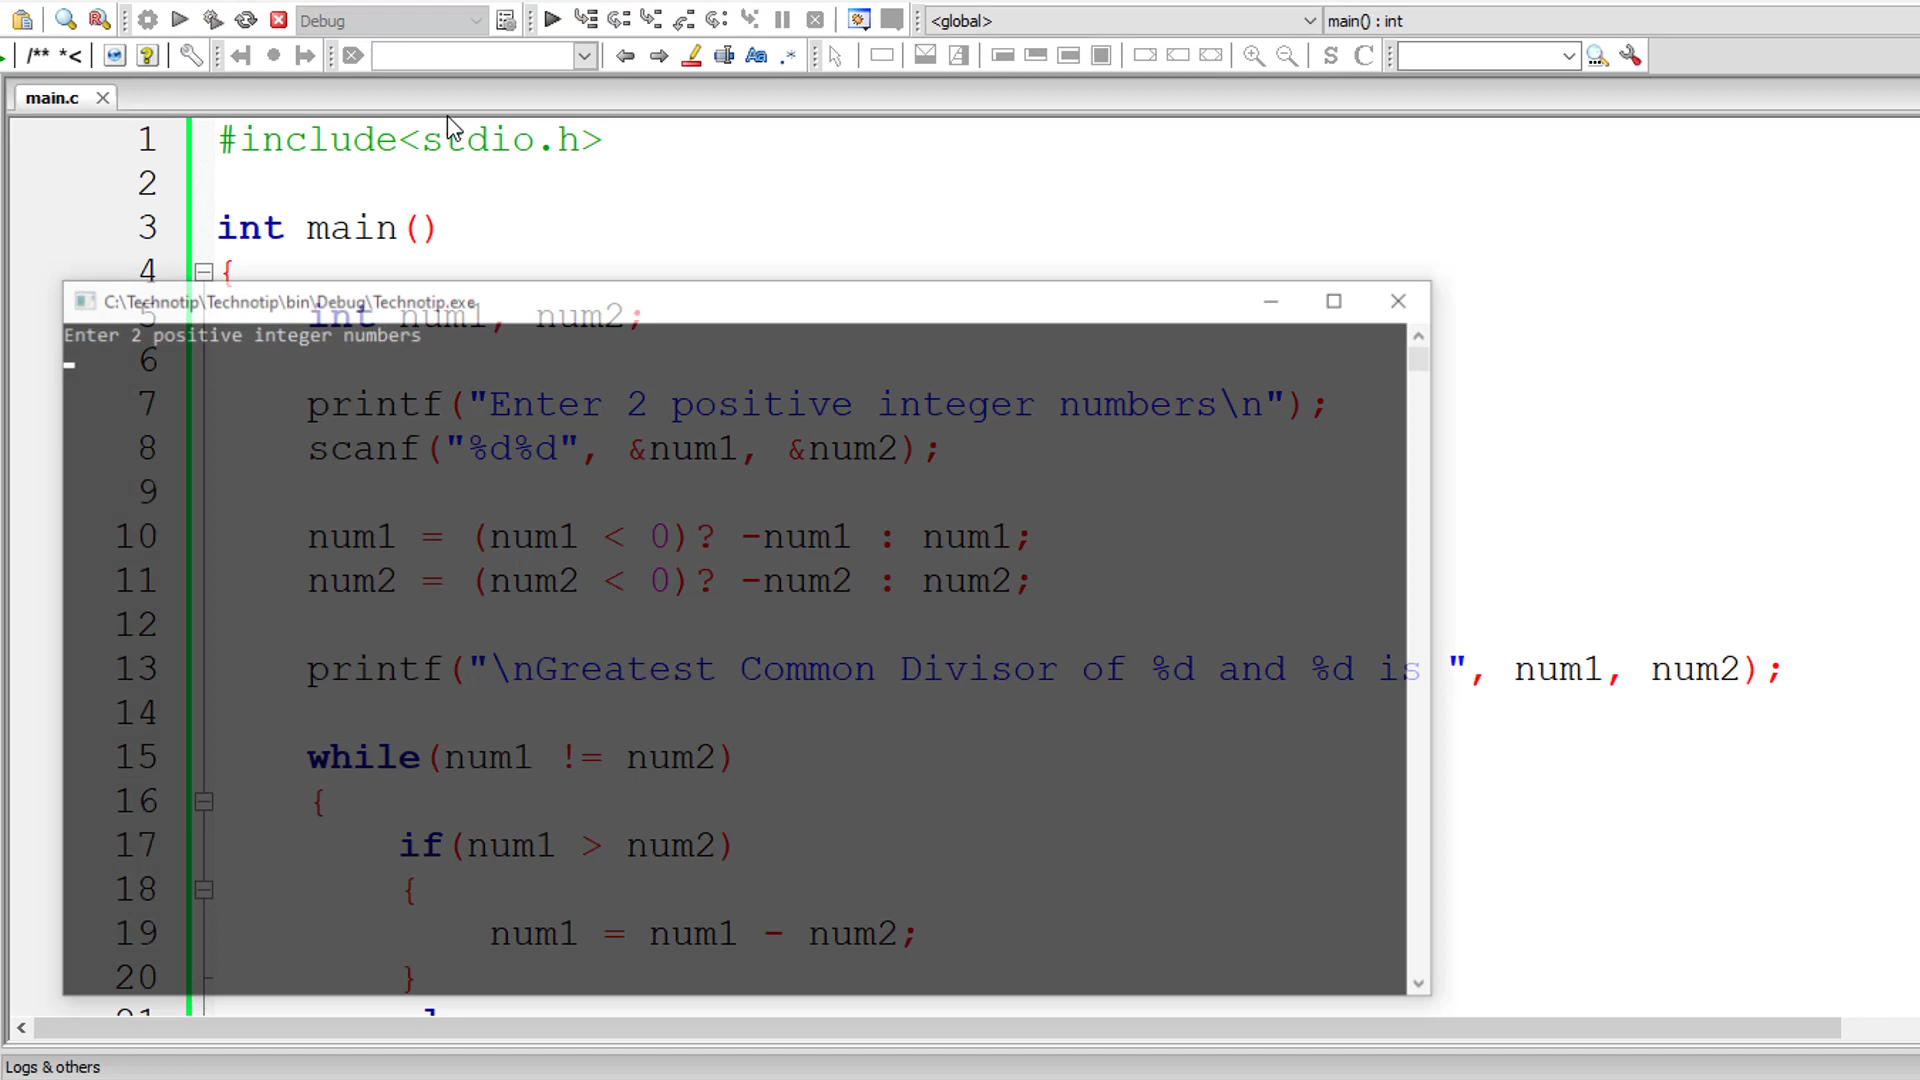 Debug
<global>
main() : int
/** *<
S C
main.c
1 #include<stdio.h>
2
3 int main()
4 {
C:\Technotip\Technotip\bin\Debug\Technotip.exe
5 int num1, num2;
Enter 2 positive integer numbers
6
7 printf("Enter 2 positive integer numbers\n");
8 scanf("%d%d", &num1, &num2);
9
10 num1 = (num1 < 0)? -num1 : num1;
11 num2 = (num2 < 0)? -num2 : num2;
12
13 printf("\nGreatest Common Divisor of %d and %d is ", num1, num2);
14
15 while(num1 != num2)
16 {
17 if(num1 > num2)
18 {
19 num1 = num1 - num2;
20 }
Logs & others